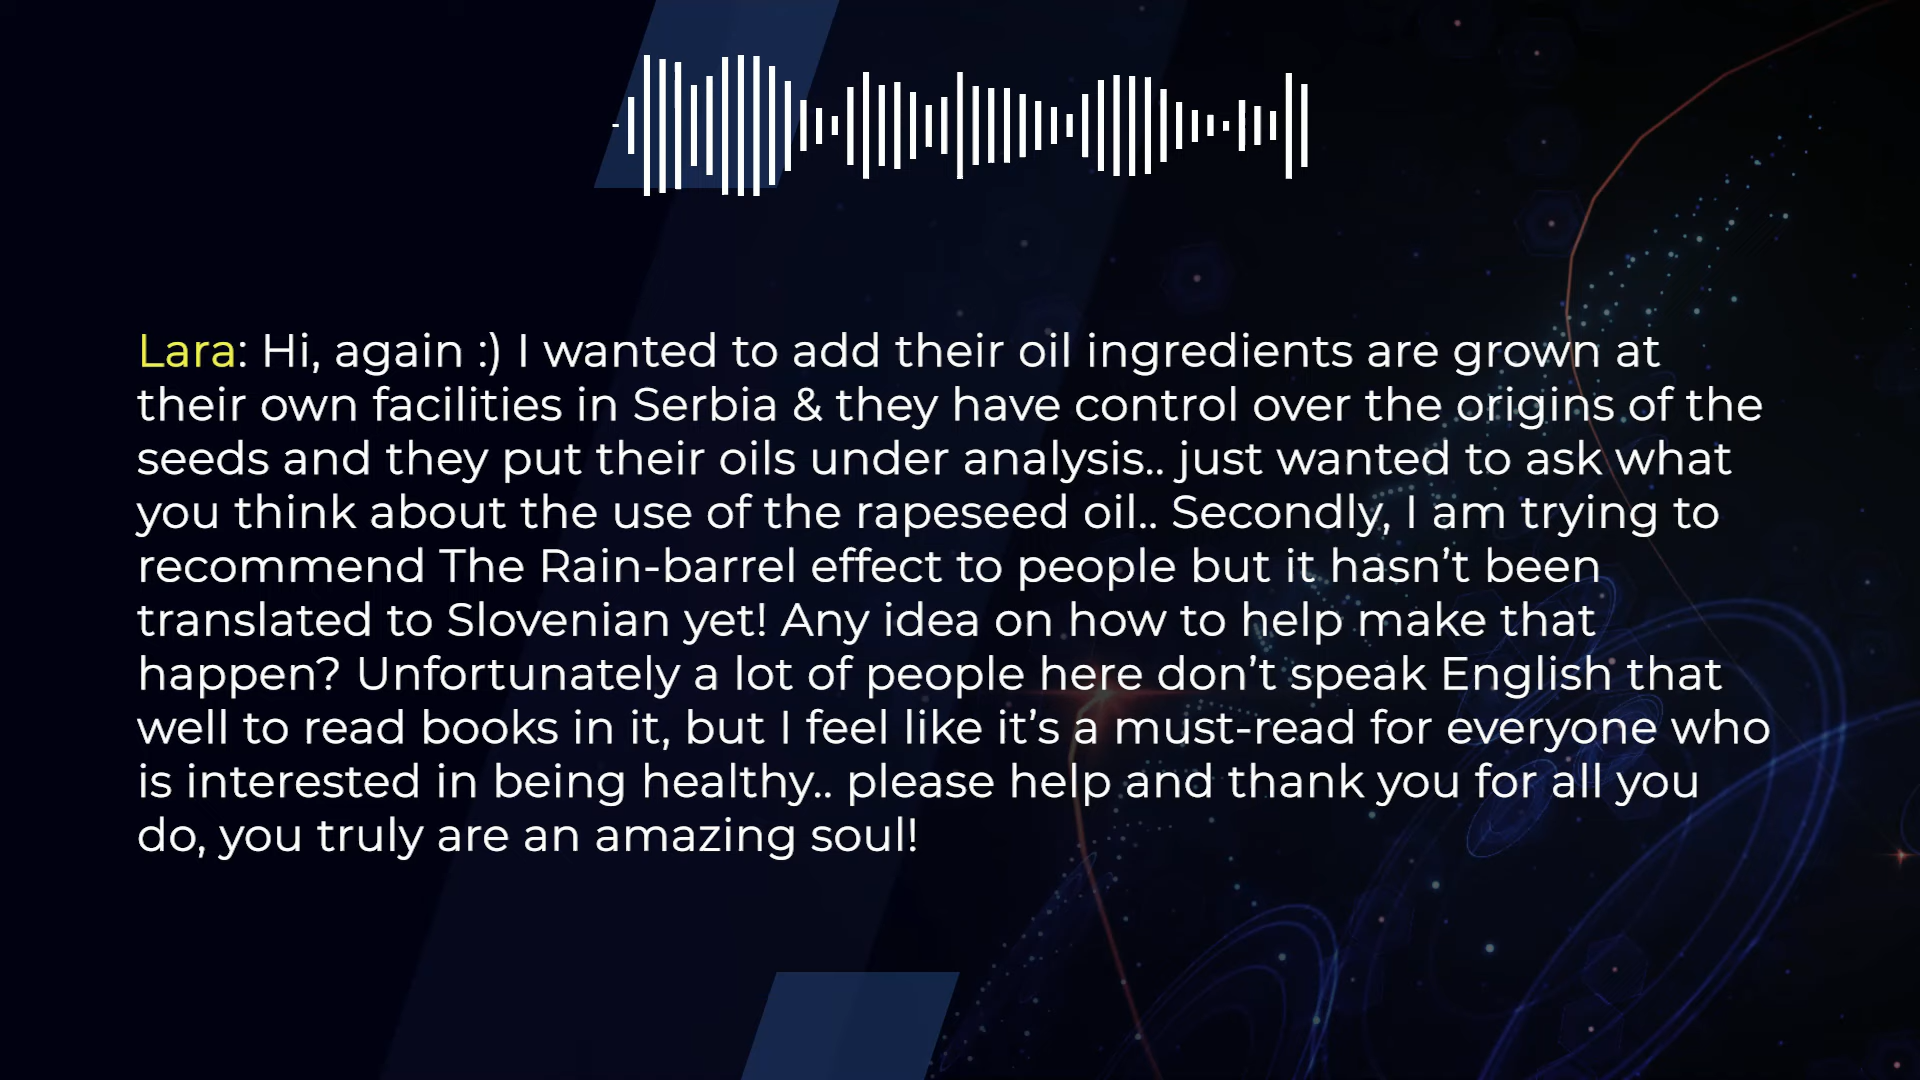 Lara: Hi, again :) I wanted to add their oil ingredients are grown at
their own facilities in Serbia & they have control over the origins of the
seeds and they put their oils under analysis.. just wanted to ask what
you think about the use of the rapeseed oil.. Secondly, I am trying to
recommend The Rain-barrel effect to people but it hasn’t been
translated to Slovenian yet! Any idea on how to help make that
happen? Unfortunately a lot of people here don’t speak English that
well to read books in it, but I feel like it’s a must-read for everyone who
is interested in being healthy.. please help and thank you for all you
do, you truly are an amazing soul!